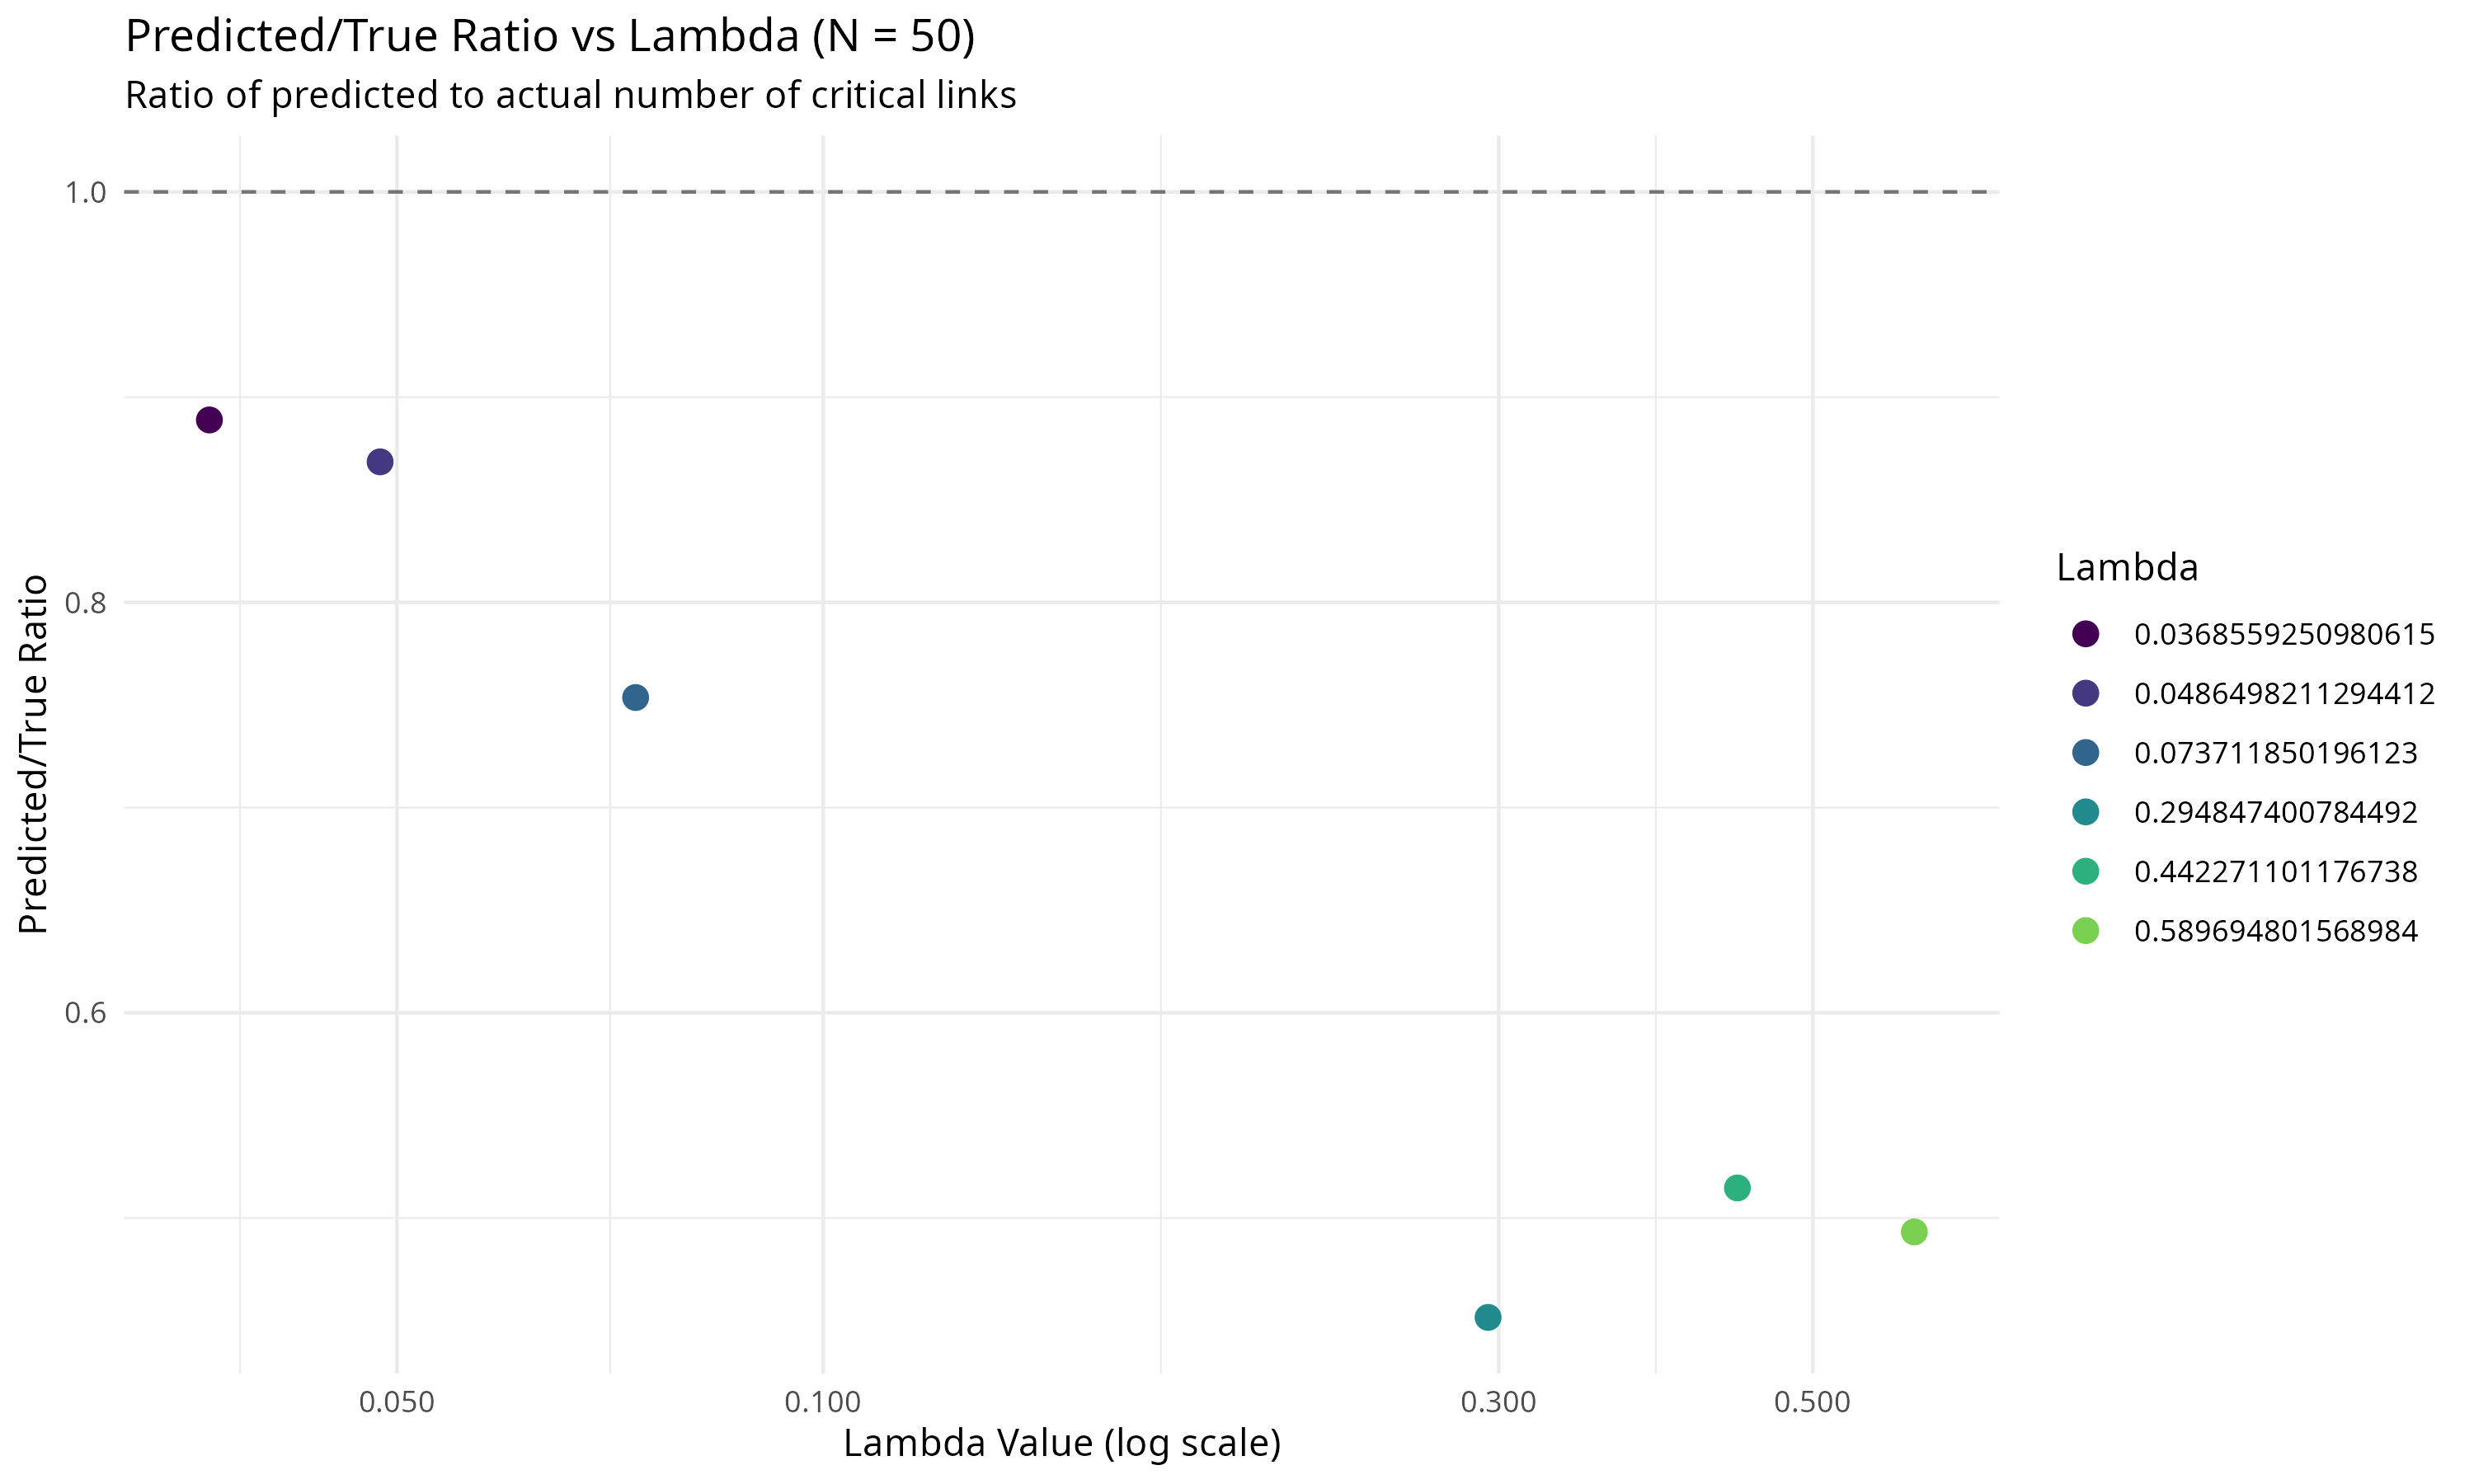 Predicted/True Ratio vs Lambda (N = 50)
Ratio of predicted to actual number of critical links
1.0
0.8
0.6
Predicted/True Ratio
0.050
0.100
0.300
0.500
Lambda Value (log scale)
Lambda
0.0368559250980615
0.0486498211294412
0.073711850196123
0.294847400784492
0.442271101176738
0.589694801568984